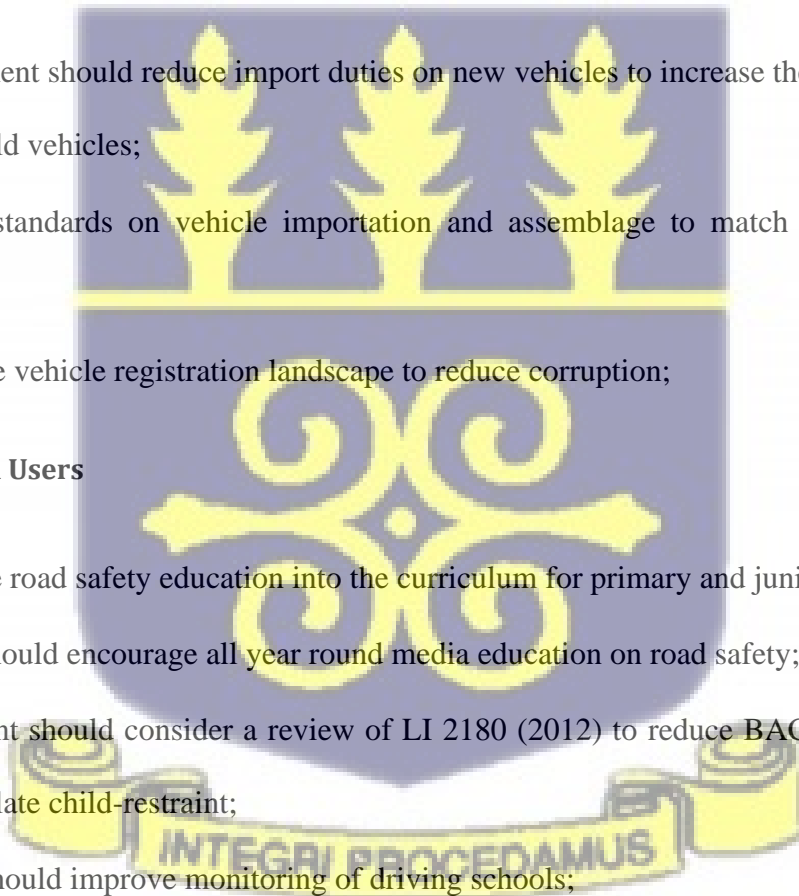 ent should reduce import duties on new vehicles to increase the
ld vehicles;
standards on vehicle importation and assemblage to match
e vehicle registration landscape to reduce corruption;
Users
e road safety education into the curriculum for primary and juni
hould encourage all year round media education on road safety;
nt should consider a review of LI 2180 (2012) to reduce BAC
late child-restraint;
INTEGRI PROCEDAMUS
hould improve monitoring of driving schools;